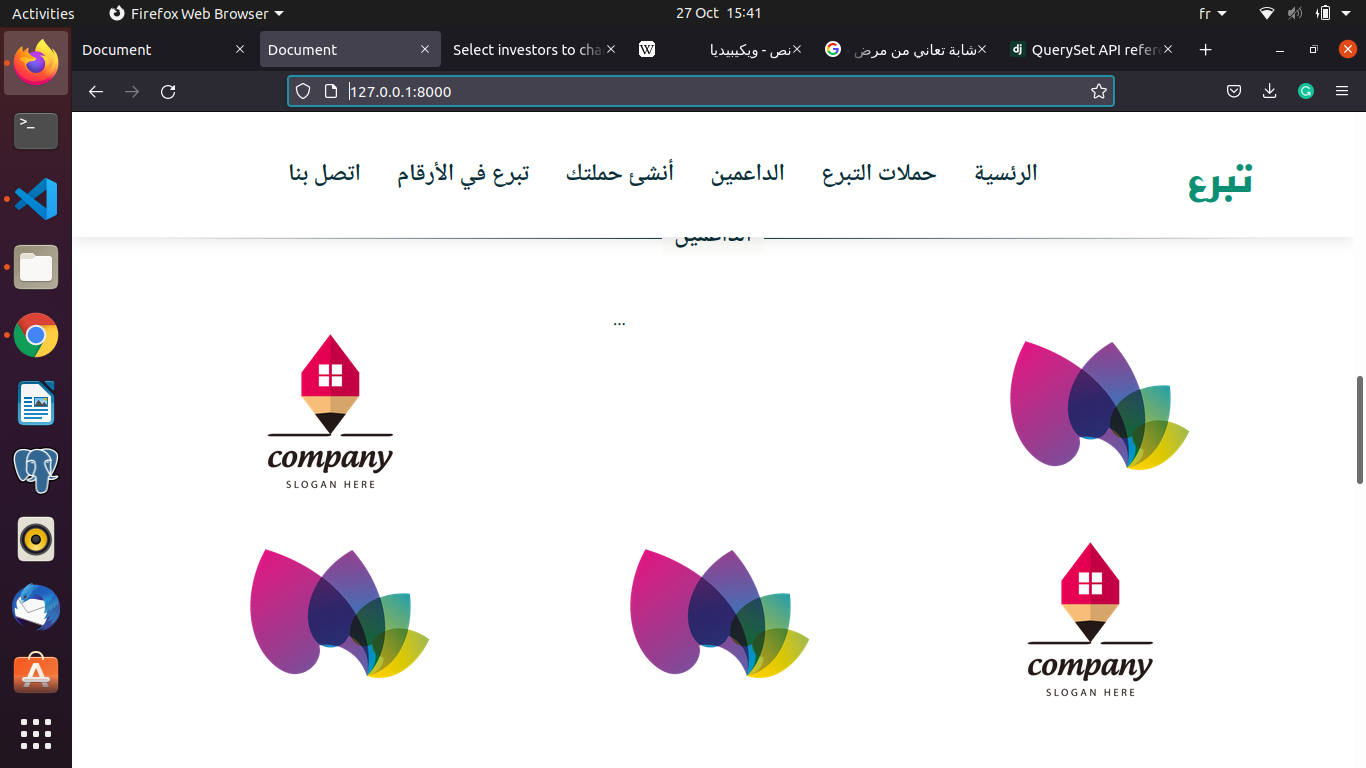 Activities Firefox Web Browser 27 Oct 15:41 fr
Document Document Select investors to cha نص - ويكيبيديا شابة تعاني من مرض QuerySet API refere
127.0.0.1:8000
تبرع
الرئسية حملات التبرع الداعمين أنشئ حملتك تبرع في الأرقام اتصل بنا
الداعمين
...
company
SLOGAN HERE
company
SLOGAN HERE